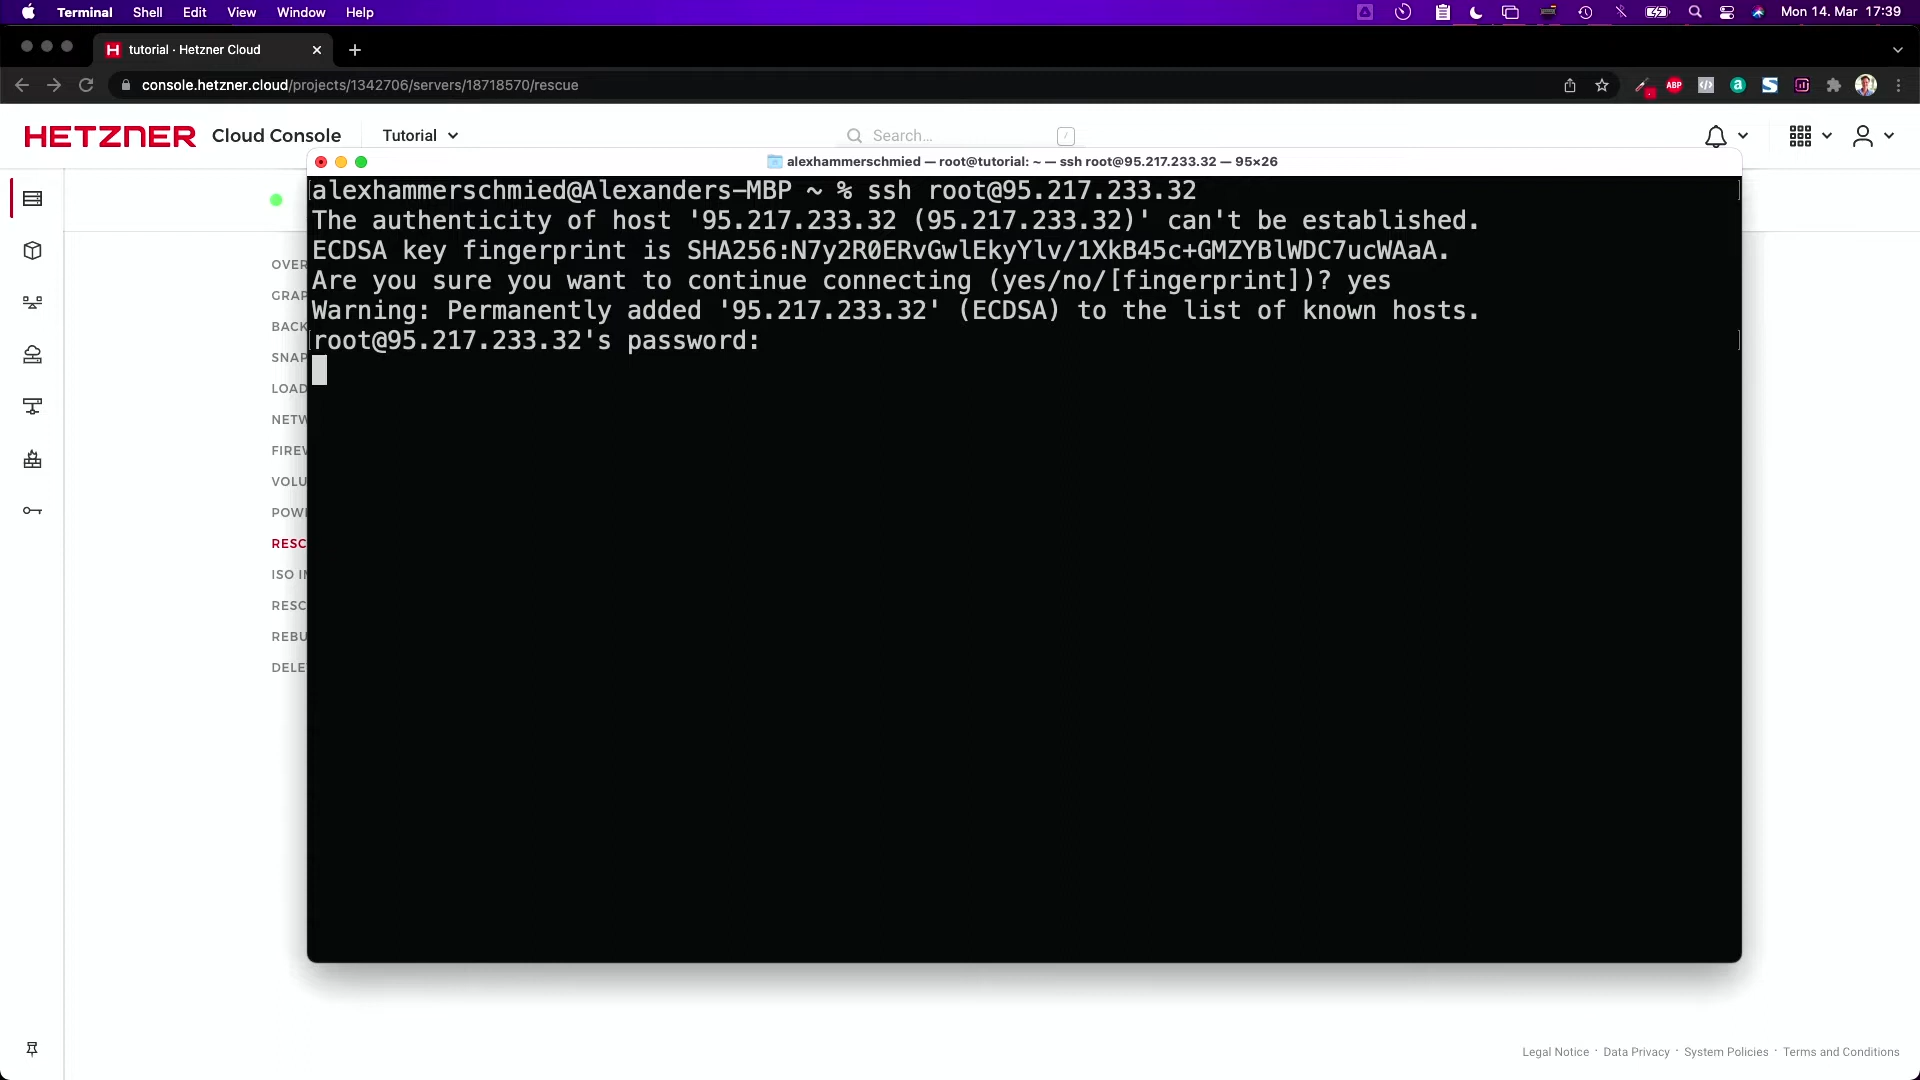 Terminal Shell Edit View Window Help Mon 14. Mar 17:39
tutorial · Hetzner Cloud
console.hetzner.cloud/projects/1342706/servers/18718570/rescue
ABP
HETZNER Cloud Console Tutorial Search... /
alexhammerschmied — root@tutorial: ~ — ssh root@95.217.233.32 — 95×26
alexhammerschmied@Alexanders-MBP ~ % ssh root@95.217.233.32
The authenticity of host '95.217.233.32 (95.217.233.32)' can't be established.
ECDSA key fingerprint is SHA256:N7y2R0ERvGwlEkyYlv/1XkB45c+GMZYBlWDC7ucWAaA.
Are you sure you want to continue connecting (yes/no/[fingerprint])? yes
Warning: Permanently added '95.217.233.32' (ECDSA) to the list of known hosts.
root@95.217.233.32's password:
OVER
GRAP
BACK
SNAP
LOAD
NETW
FIREW
VOLU
POWE
RESC
ISO IM
RESC
REBU
DELE
Legal Notice · Data Privacy · System Policies · Terms and Conditions